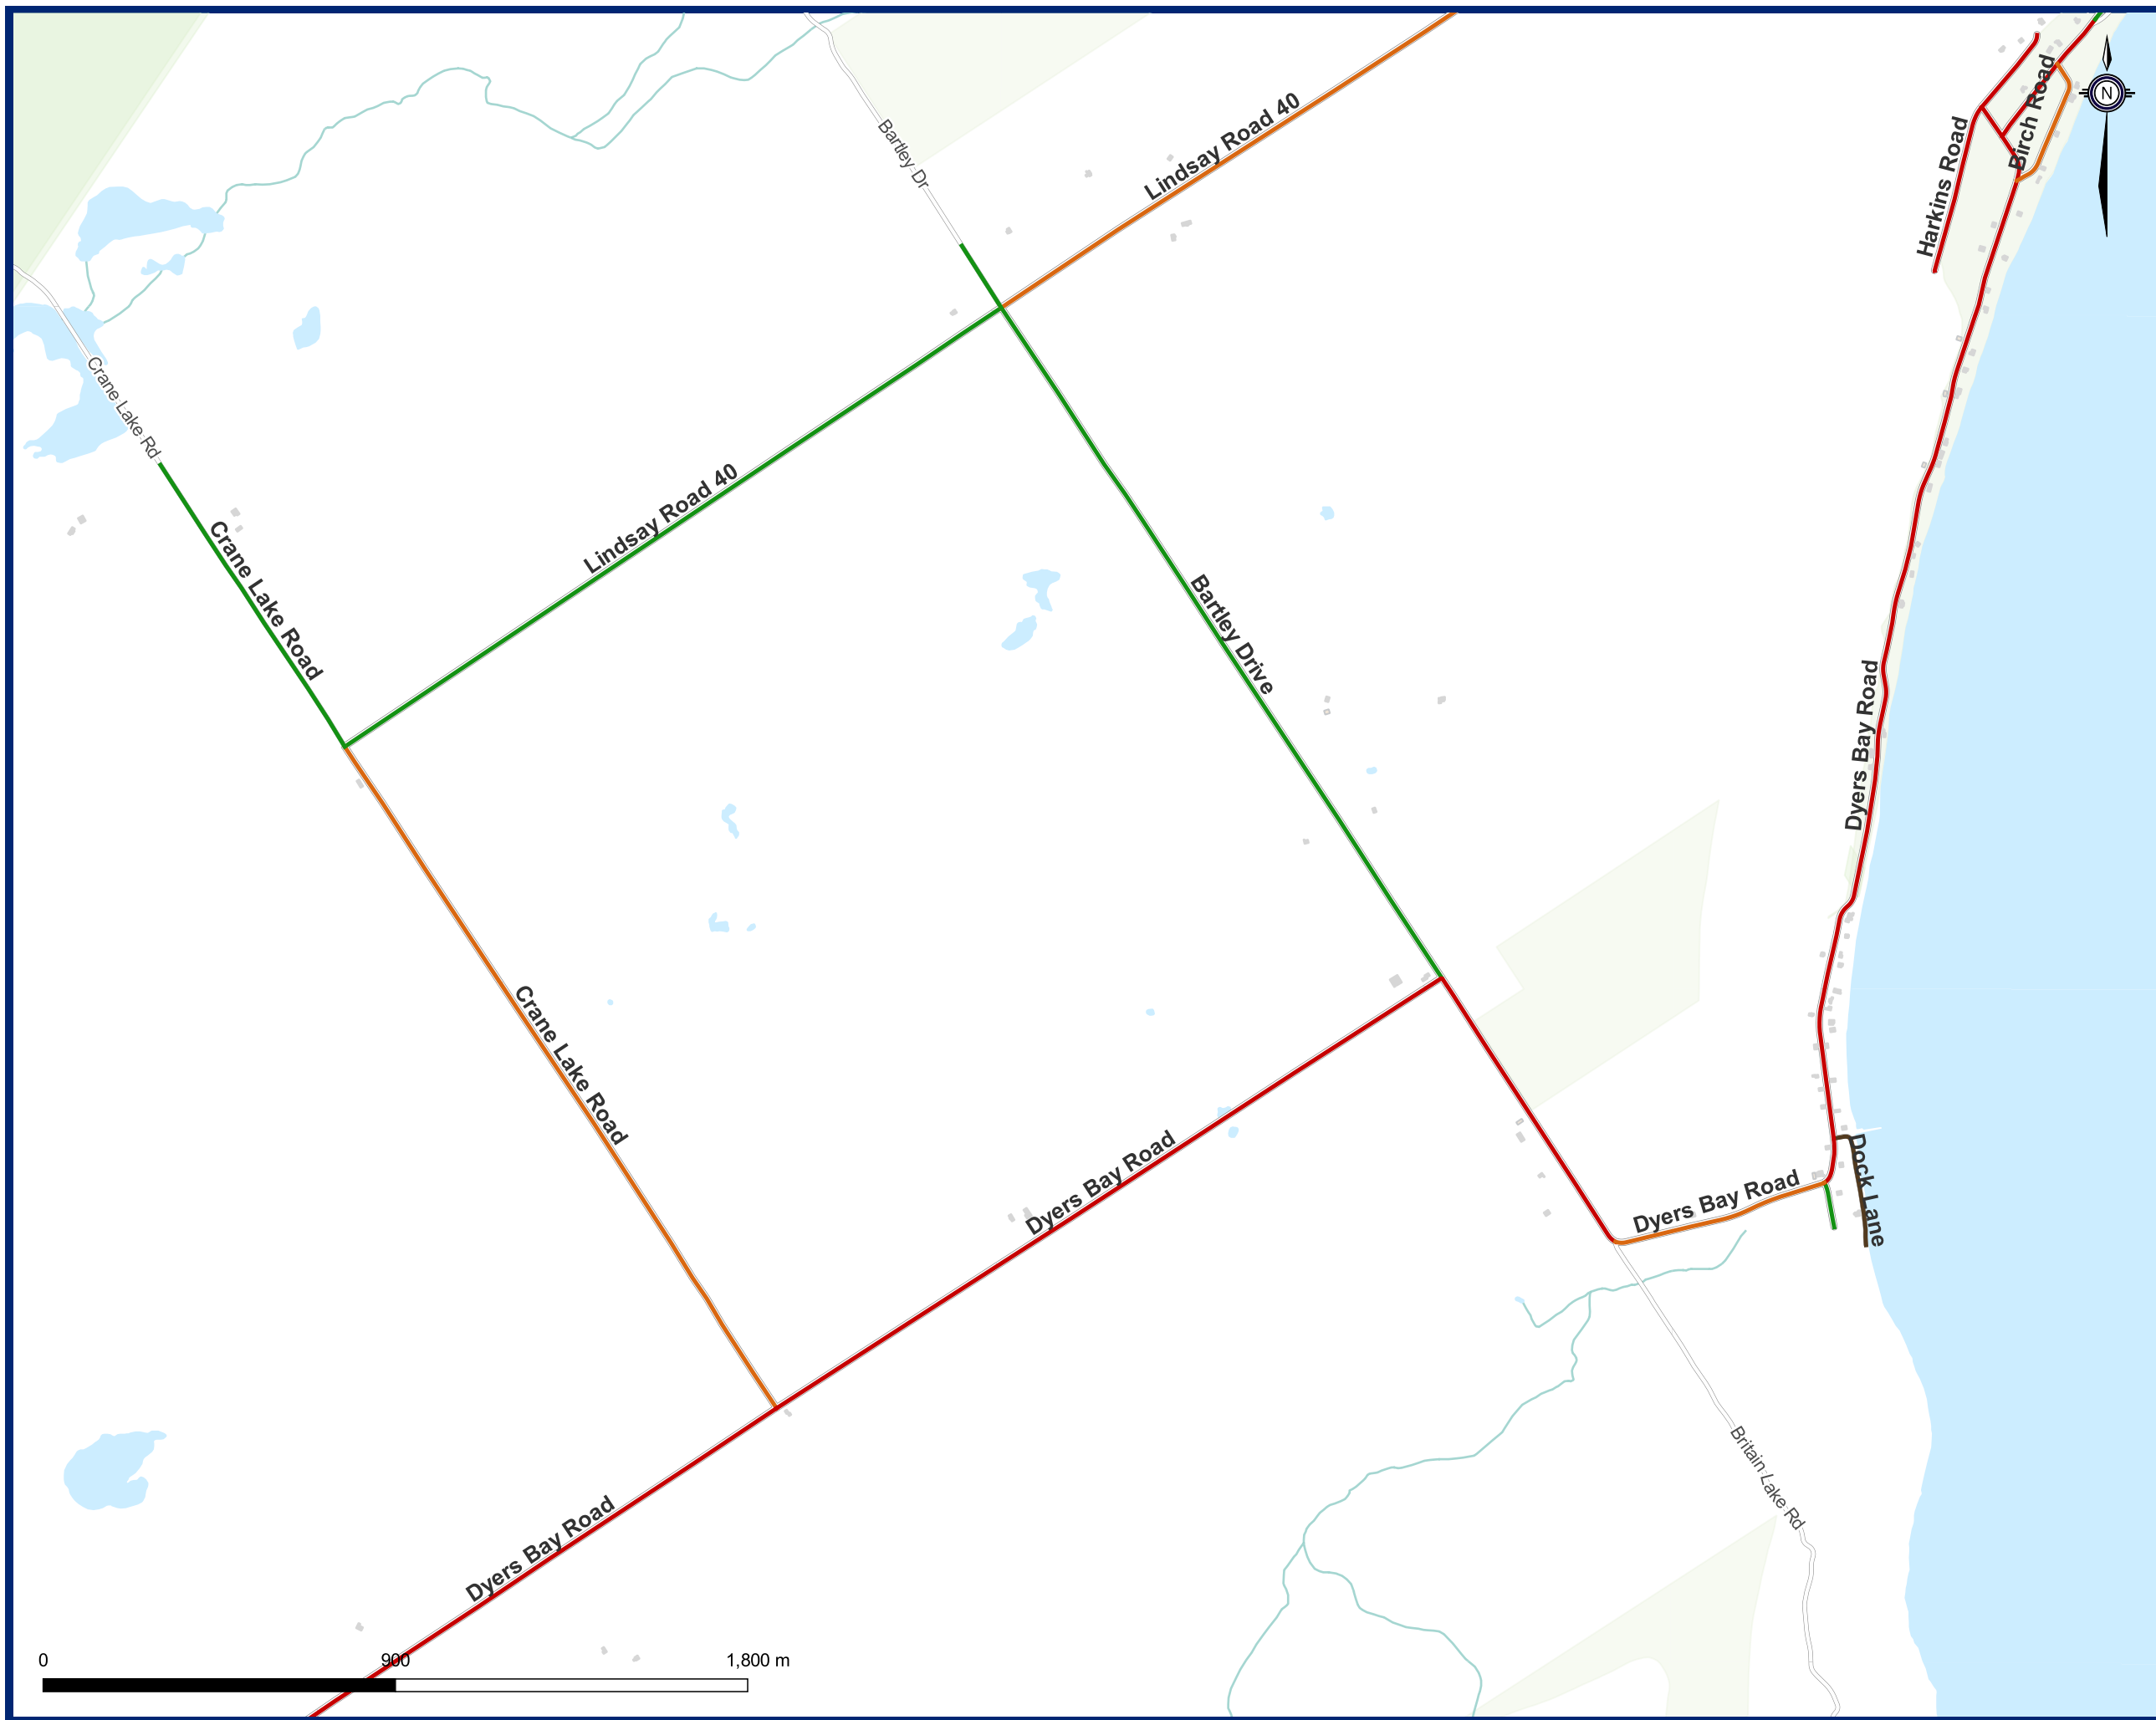 N
Birch Road
Lindsay Road 40
Bartley Dr
Harkins Road
Crane Lake Rd
Lindsay Road 40
Crane Lake Road
Bartley Drive
Dyers Bay Road
Crane Lake Road
Dyers Bay Road
Dock Lane
Dyers Bay Road
Britain Lake Rd
Dyers Bay Road
0 900 1,800 m